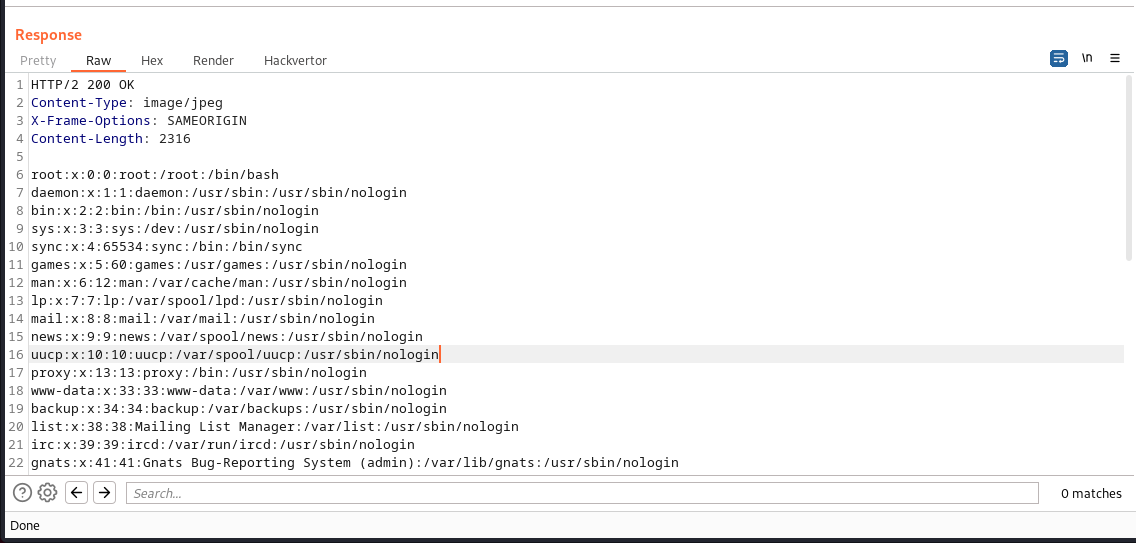 Response
Pretty Raw Hex Render Hackvertor \n
1 HTTP/2 200 OK
2 Content-Type: image/jpeg
3 X-Frame-Options: SAMEORIGIN
4 Content-Length: 2316
5
6 root:x:0:0:root:/root:/bin/bash
7 daemon:x:1:1:daemon:/usr/sbin:/usr/sbin/nologin
8 bin:x:2:2:bin:/bin:/usr/sbin/nologin
9 sys:x:3:3:sys:/dev:/usr/sbin/nologin
10 sync:x:4:65534:sync:/bin:/bin/sync
11 games:x:5:60:games:/usr/games:/usr/sbin/nologin
12 man:x:6:12:man:/var/cache/man:/usr/sbin/nologin
13 lp:x:7:7:lp:/var/spool/lpd:/usr/sbin/nologin
14 mail:x:8:8:mail:/var/mail:/usr/sbin/nologin
15 news:x:9:9:news:/var/spool/news:/usr/sbin/nologin
16 uucp:x:10:10:uucp:/var/spool/uucp:/usr/sbin/nologin
17 proxy:x:13:13:proxy:/bin:/usr/sbin/nologin
18 www-data:x:33:33:www-data:/var/www:/usr/sbin/nologin
19 backup:x:34:34:backup:/var/backups:/usr/sbin/nologin
20 list:x:38:38:Mailing List Manager:/var/list:/usr/sbin/nologin
21 irc:x:39:39:ircd:/var/run/ircd:/usr/sbin/nologin
22 gnats:x:41:41:Gnats Bug-Reporting System (admin):/var/lib/gnats:/usr/sbin/nologin
? Search... 0 matches
Done